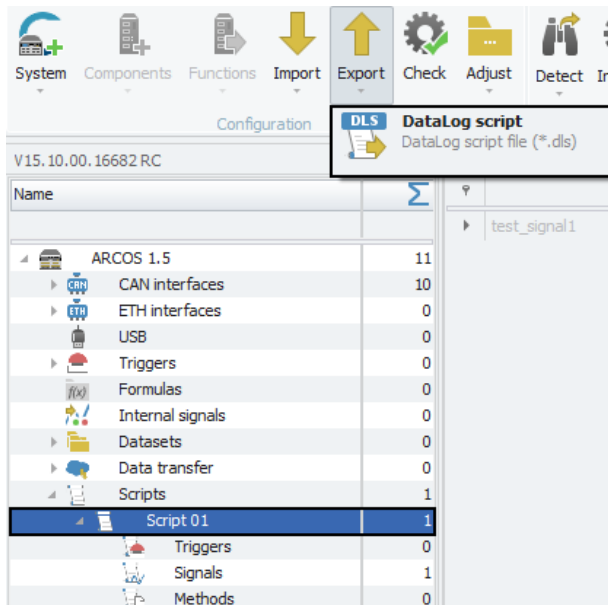 System Components Functions Import Export Check Adjust Detect
Configuration
DLS DataLog script
DataLog script file (*.dls)
V15.10.00.16682 RC
Name Σ
ARCOS 1.5 11
CAN CAN interfaces 10
ETH ETH interfaces 0
USB 0
Triggers 0
f(x) Formulas 0
Internal signals 0
Datasets 0
Data transfer 0
Scripts 1
Script 01 1
Triggers 0
Signals 1
Methods 0
test_signal1